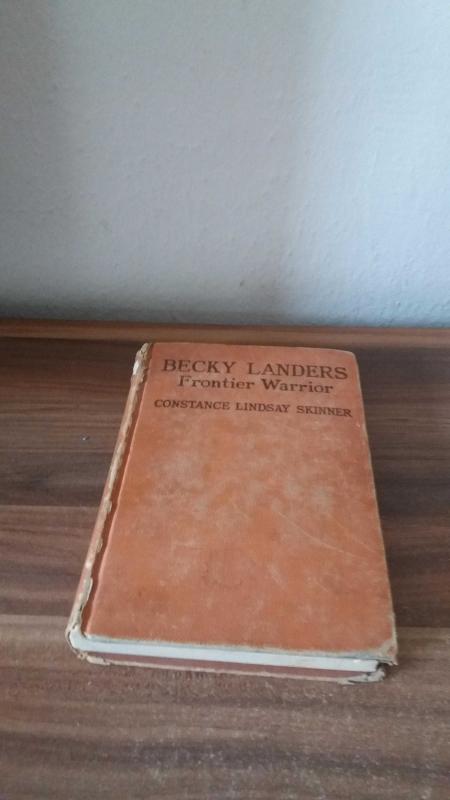 BECKY LANDERS
Frontier Warrior
CONSTANCE LINDSAY SKINNER